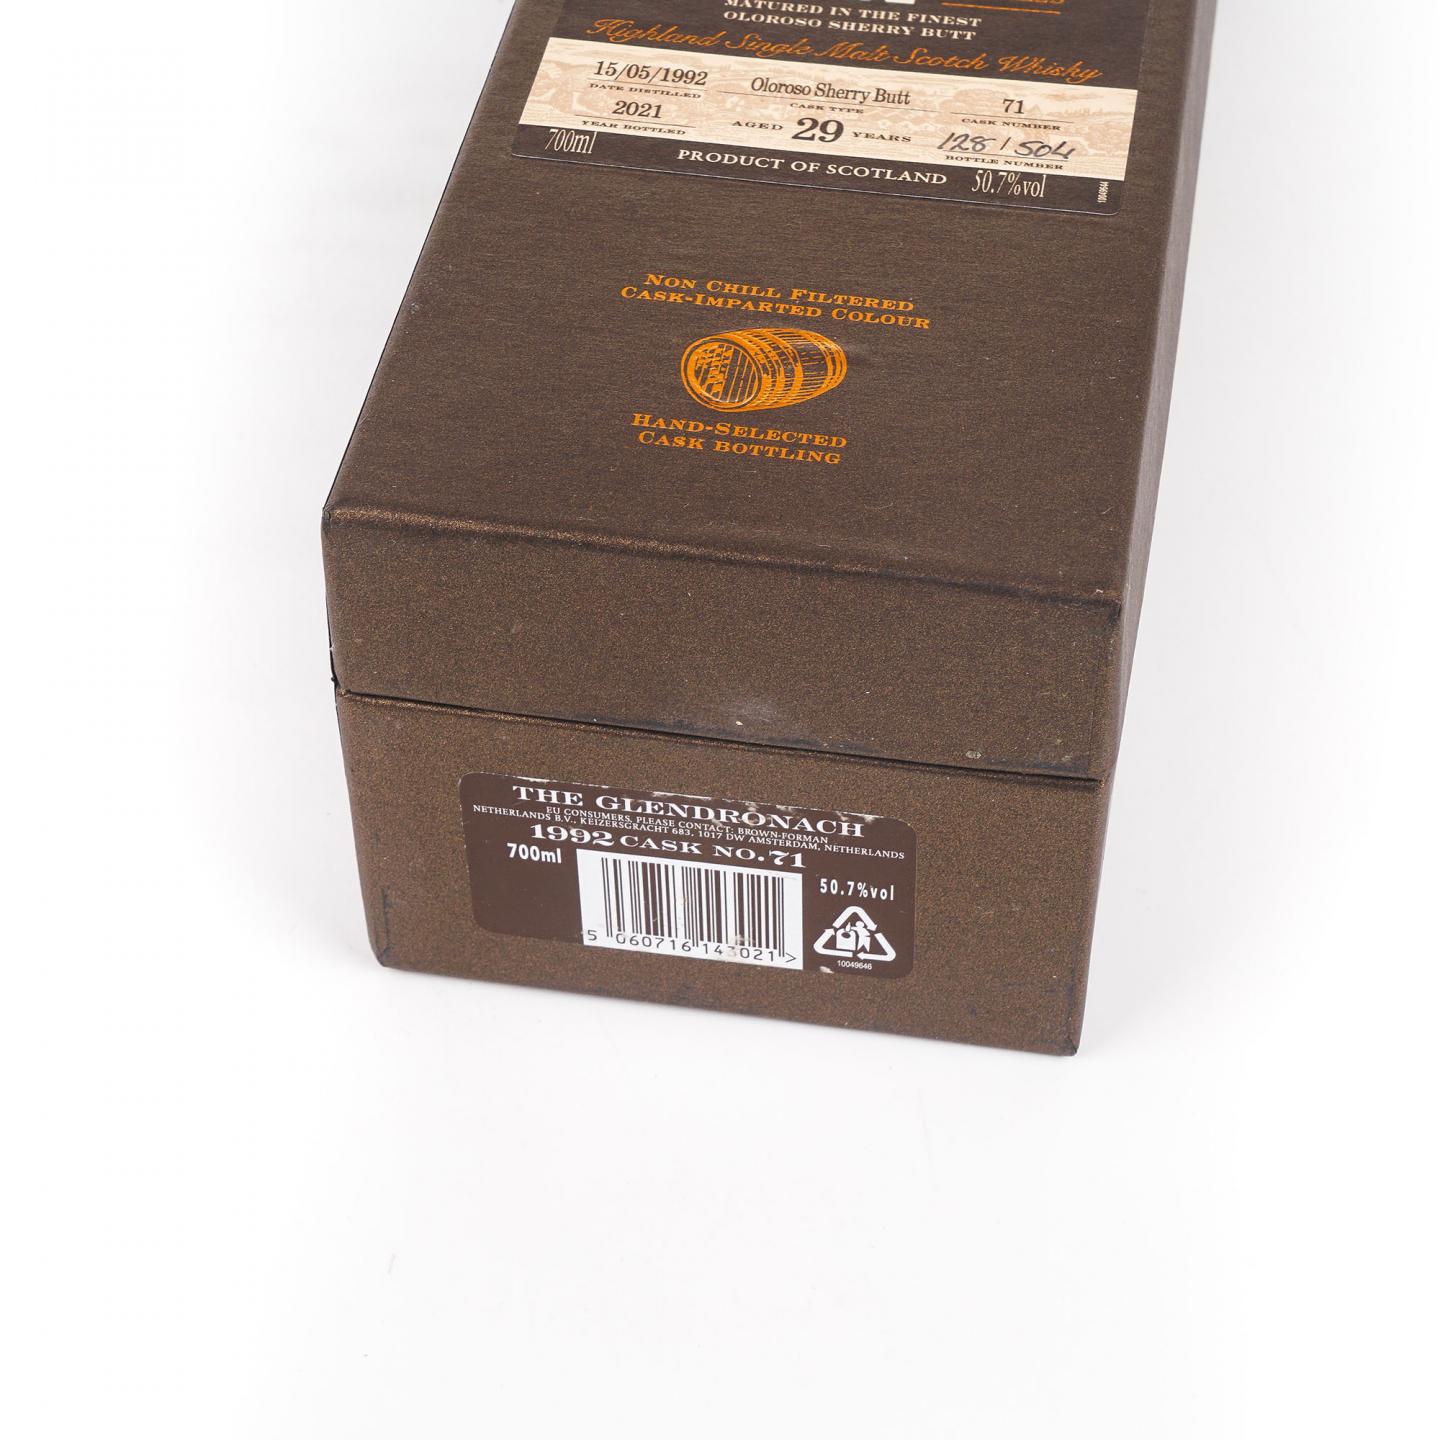 MATURED IN THE FINEST
OLOROSO SHERRY BUTT
Highland Single Malt Scotch Whisky
15/05/1992
DATE DISTILLED
Oloroso Sherry Butt
CASK TYPE
71
CASK NUMBER
2021
YEAR BOTTLED
AGED 29 YEARS
128 / 504
BOTTLE NUMBER
700ml
PRODUCT OF SCOTLAND
50.7%vol
NON CHILL FILTERED
CASK-IMPARTED COLOUR
HAND-SELECTED
CASK BOTTLING
THE GLENDRONACH
EU CONSUMERS, PLEASE CONTACT: BROWN-FORMAN
NETHERLANDS B.V., KEIZERSGRACHT 683, 1017 DW AMSTERDAM, NETHERLANDS
1992 CASK NO.71
700ml
50.7%vol
5 060716 143021 >
10049646